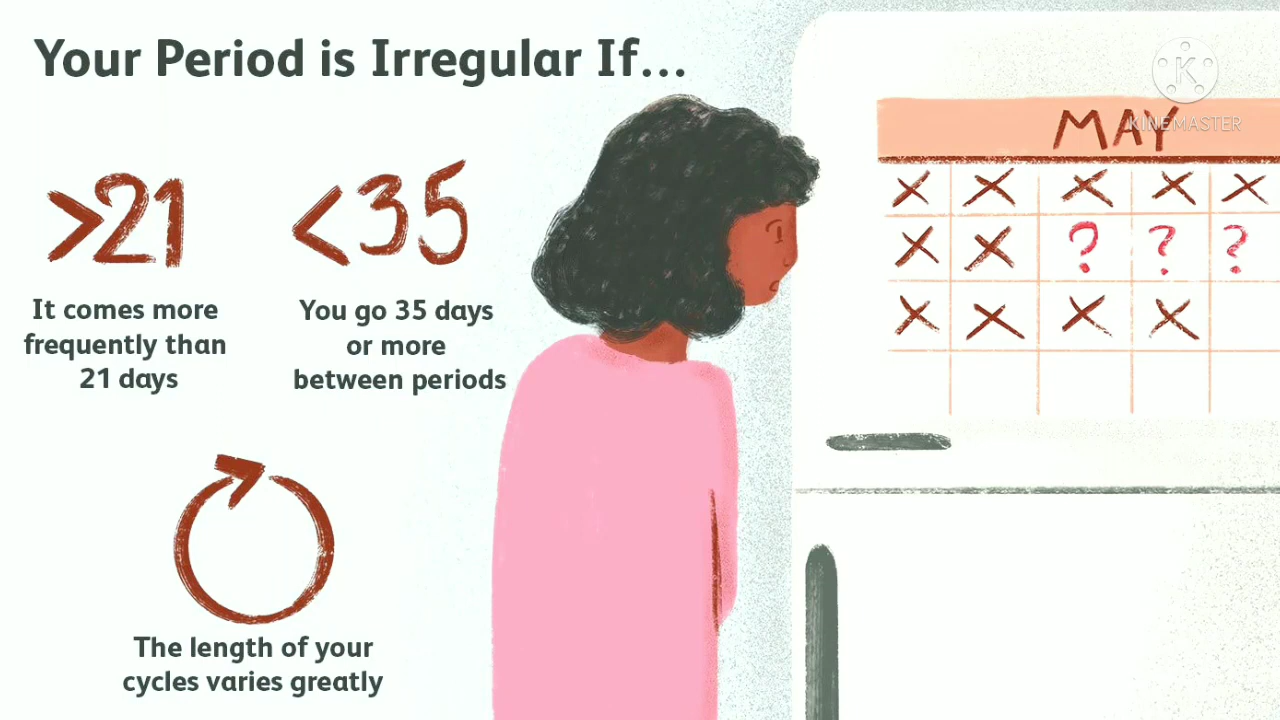 Your Period is Irregular If...
>21
It comes more
frequently than
21 days
<35
You go 35 days
or more
between periods
The length of your
cycles varies greatly
MAY
X X X X X
X X ? ? ?
X X X X
K
KINEMASTER